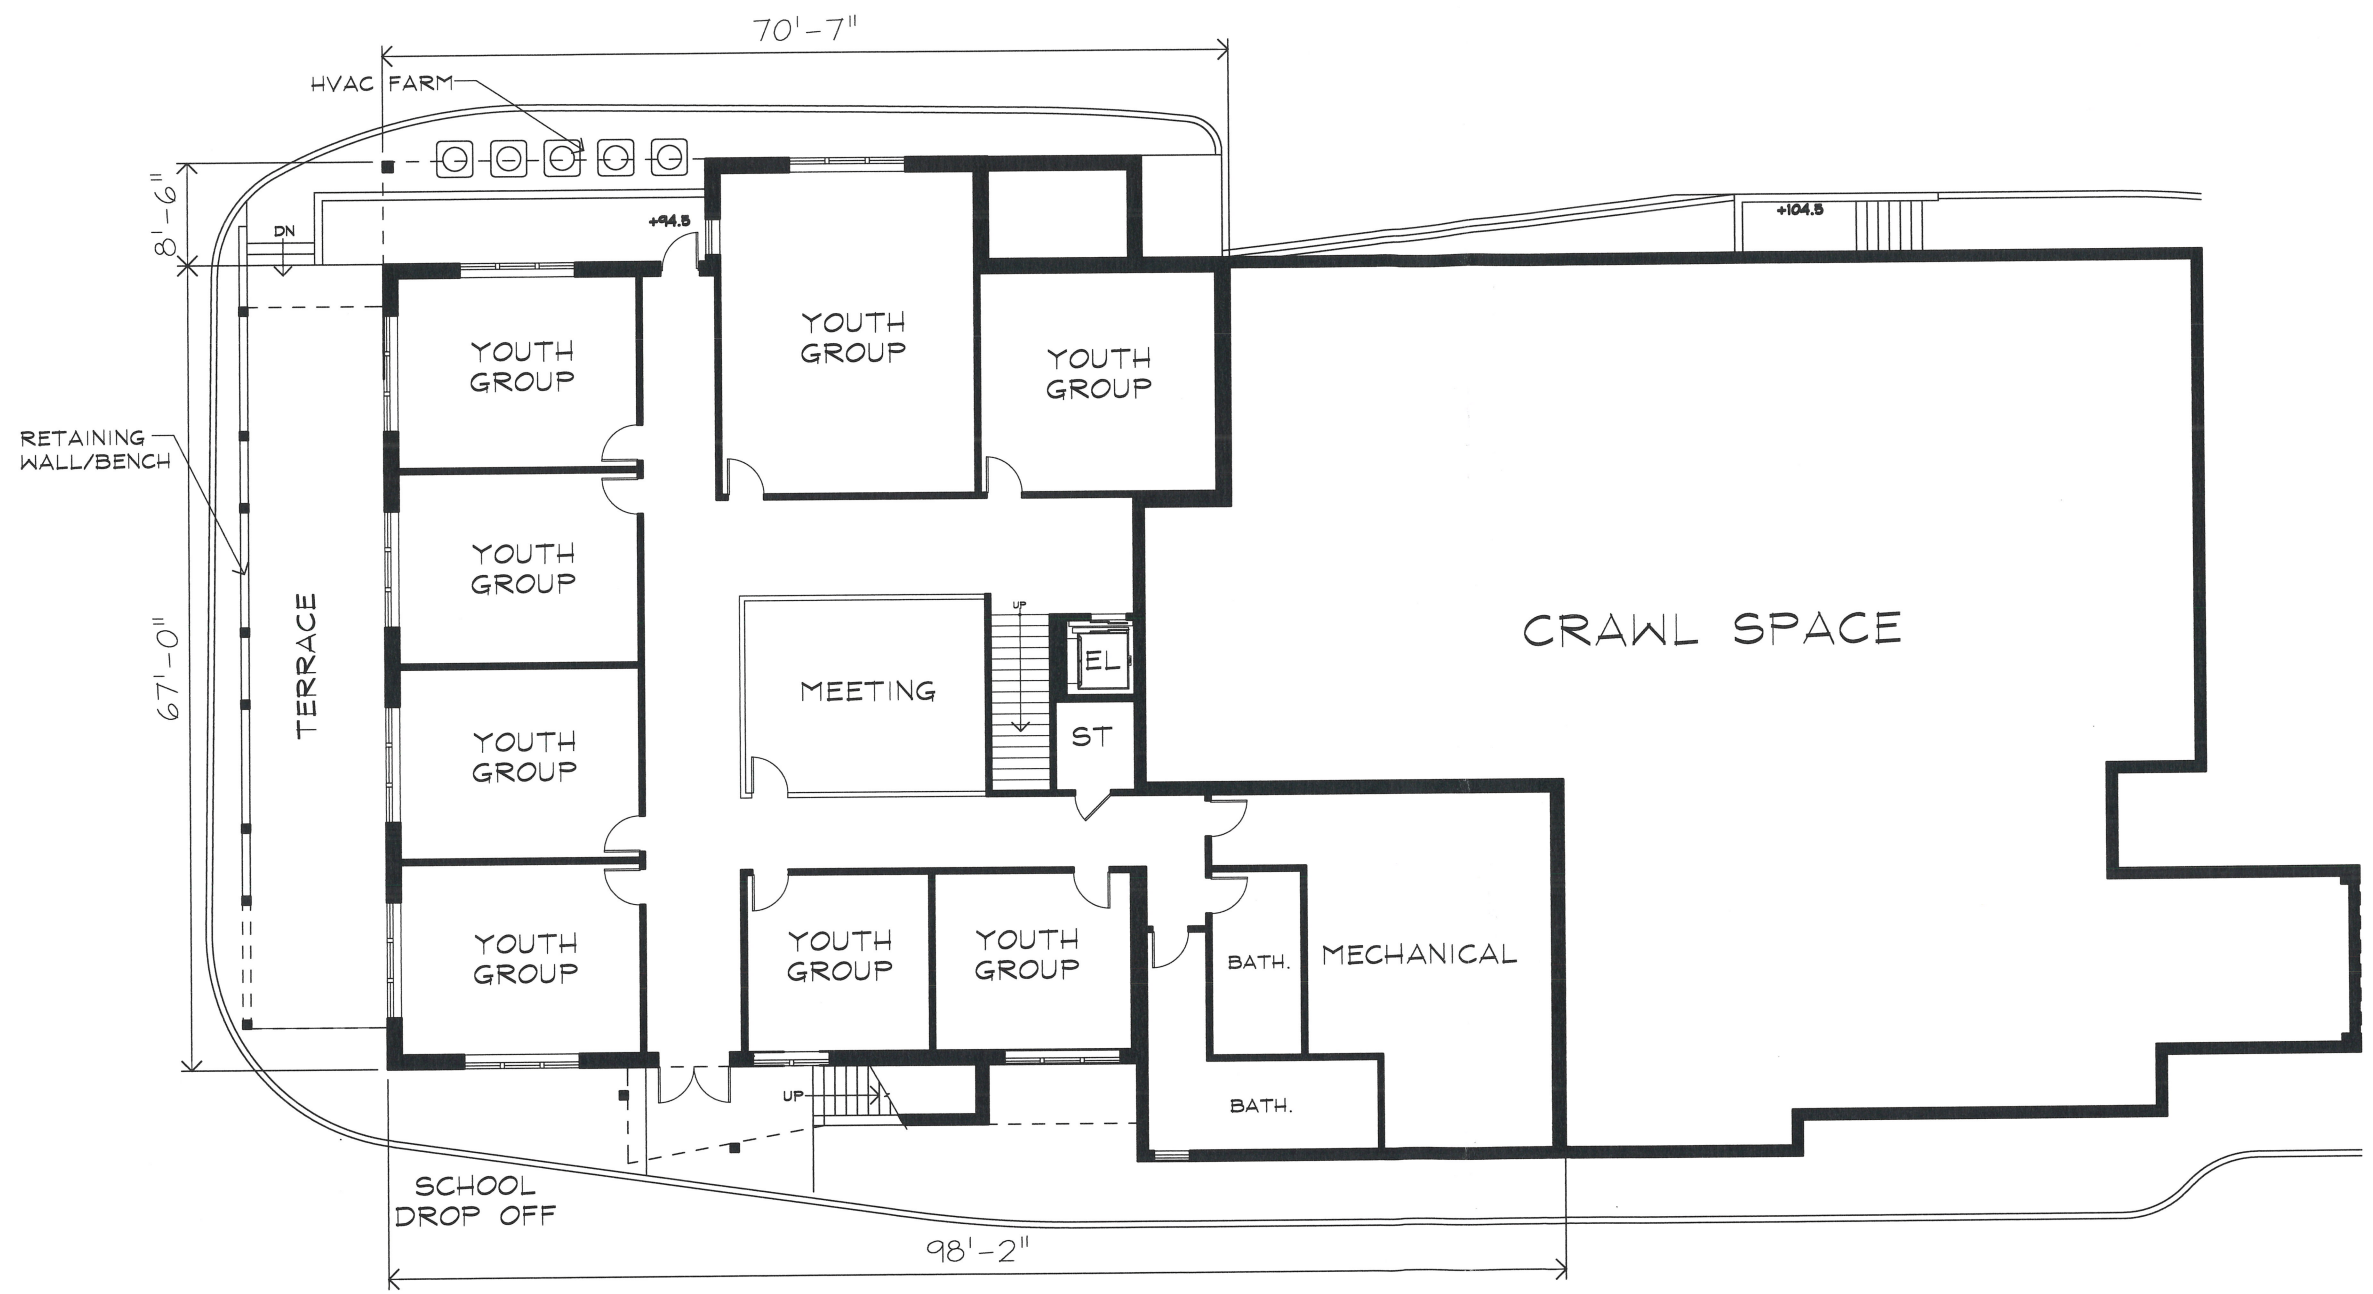 70'-7"
HVAC FARM
8'-6"
+94.5
+104.5
DN
YOUTH
GROUP
YOUTH
GROUP
YOUTH
GROUP
RETAINING
WALL/BENCH
YOUTH
GROUP
67'-0"
TERRACE
UP
CRAWL SPACE
EL
MEETING
ST
YOUTH
GROUP
YOUTH
GROUP
YOUTH
GROUP
YOUTH
GROUP
BATH.
MECHANICAL
UP
BATH.
SCHOOL
DROP OFF
98'-2"